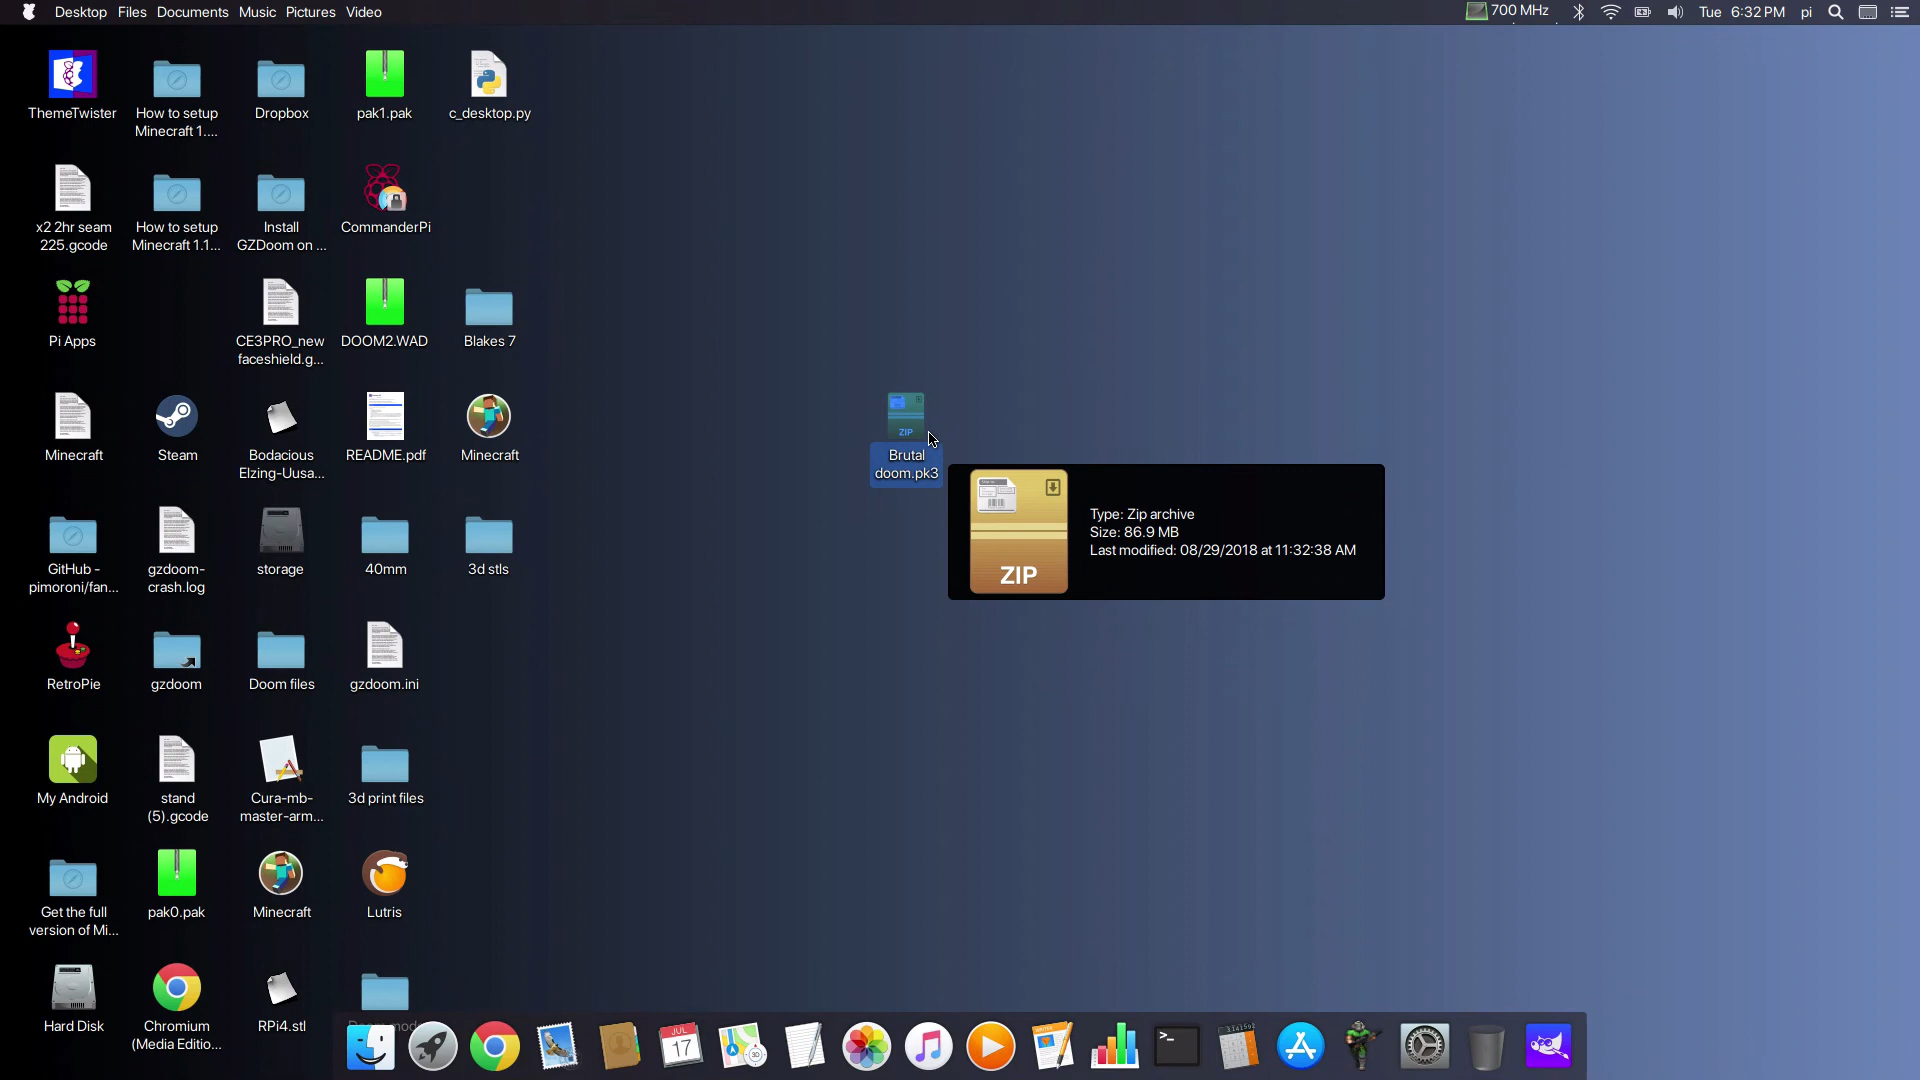 Desktop Files Documents Music Pictures Video
700 MHz
Tue 6:32 PM pi
ThemeTwister
How to setup
Minecraft 1....
Dropbox
pak1.pak
c_desktop.py
x2 2hr seam
225.gcode
How to setup
Minecraft 1.1...
Install
GZDoom on ...
CommanderPi
Pi Apps
CE3PRO_new
faceshield.g...
DOOM2.WAD
Blakes 7
Minecraft
Steam
Bodacious
Elzing-Uusa...
README.pdf
Minecraft
ZIP
Brutal
doom.pk3
ZIP
Type: Zip archive
Size: 86.9 MB
Last modified: 08/29/2018 at 11:32:38 AM
GitHub -
pimoroni/fan...
gzdoom-
crash.log
storage
40mm
3d stls
RetroPie
gzdoom
Doom files
gzdoom.ini
My Android
stand
(5).gcode
Cura-mb-
master-arm...
3d print files
Get the full
version of Mi...
pak0.pak
Minecraft
Lutris
Hard Disk
Chromium
(Media Editio...
RPi4.stl
JUL
17
3D